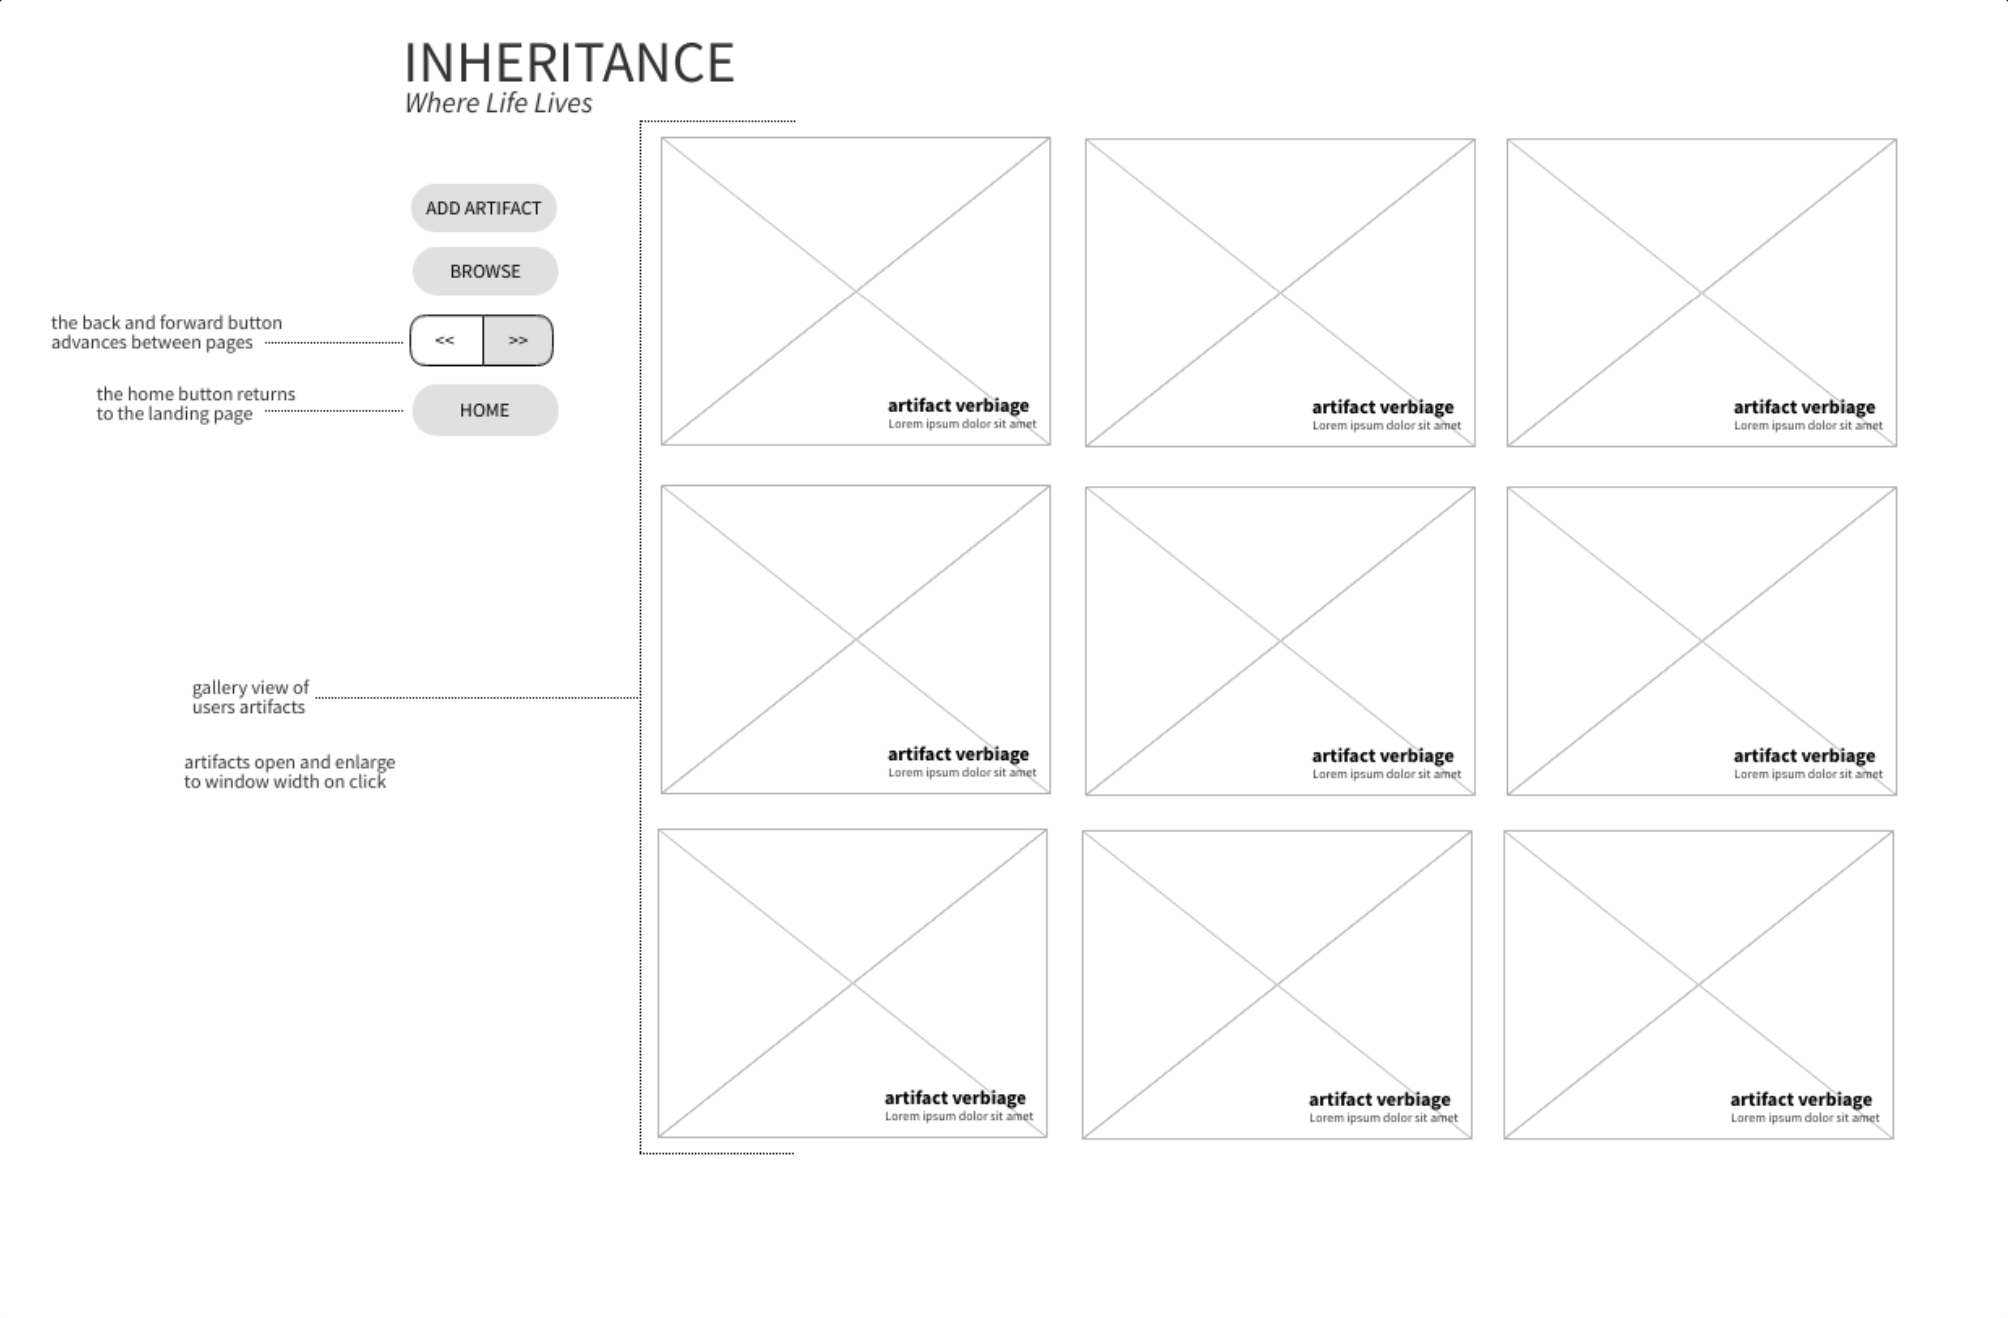 INHERITANCE
Where Life Lives
ADD ARTIFACT
BROWSE
the back and forward button
advances between pages
<<
>>
the home button returns
to the landing page
HOME
artifact verbiage
Lorem ipsum dolor sit amet
artifact verbiage
Lorem ipsum dolor sit amet
artifact verbiage
Lorem ipsum dolor sit amet
gallery view of
users artifacts
artifacts open and enlarge
to window width on click
artifact verbiage
Lorem ipsum dolor sit amet
artifact verbiage
Lorem ipsum dolor sit amet
artifact verbiage
Lorem ipsum dolor sit amet
artifact verbiage
Lorem ipsum dolor sit amet
artifact verbiage
Lorem ipsum dolor sit amet
artifact verbiage
Lorem ipsum dolor sit amet